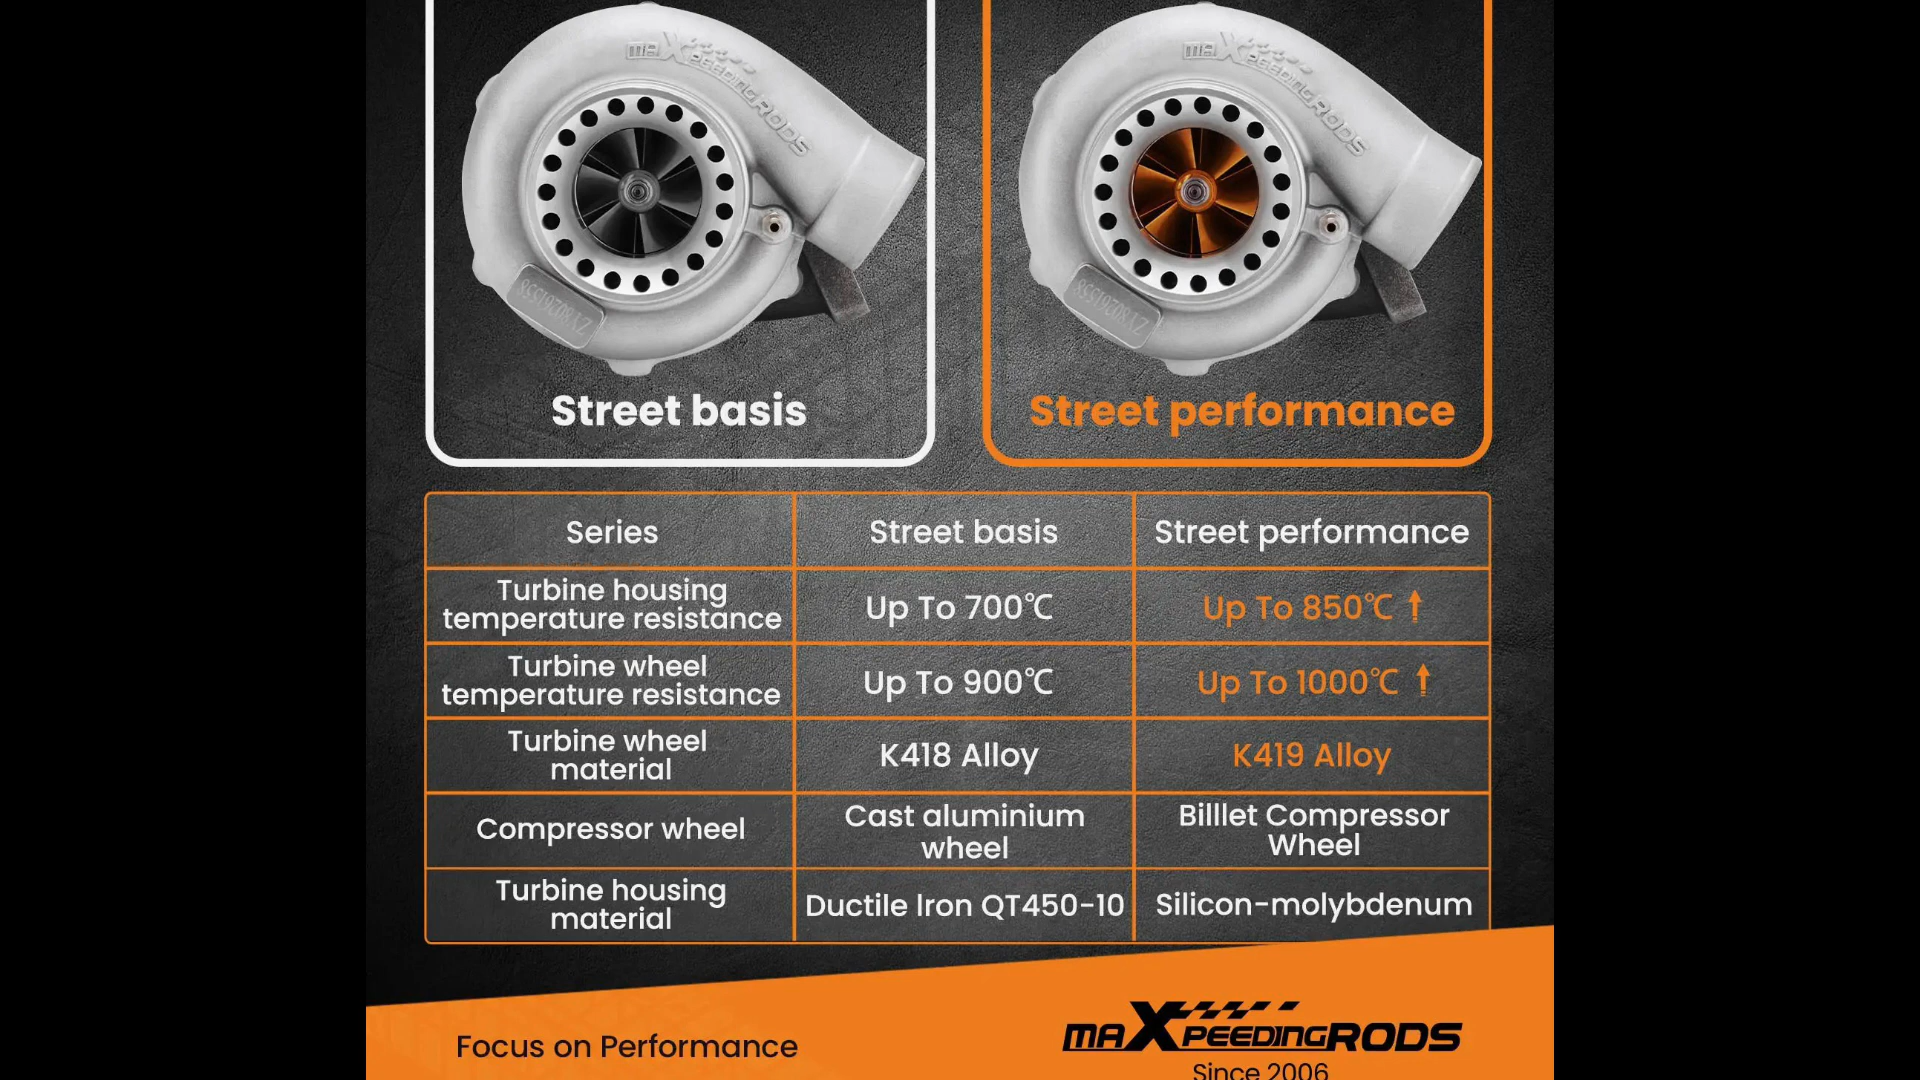 maXpeedingRODS
maXpeedingRODS
Street basis
Street performance
Series
Street basis
Street performance
Turbine housing
temperature resistance
Up To 700℃
Up To 850℃ ↑
Turbine wheel
temperature resistance
Up To 900℃
Up To 1000℃ ↑
Turbine wheel
material
K418 Alloy
K419 Alloy
Compressor wheel
Cast aluminium
wheel
Billlet Compressor
Wheel
Turbine housing
material
Ductile Iron QT450-10
Silicon-molybdenum
Focus on Performance
maXpeedingRODS
Since 2006